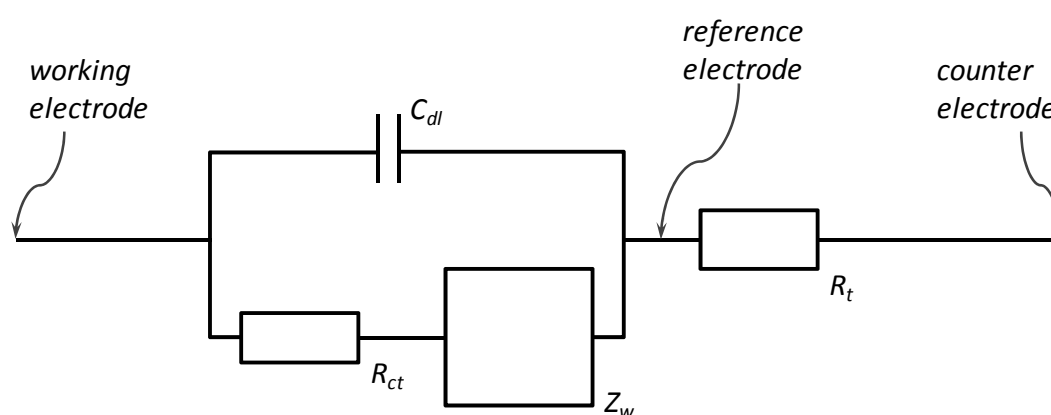 working
electrode
reference
electrode
counter
electrode
C_dl
R_t
R_ct
Z_w